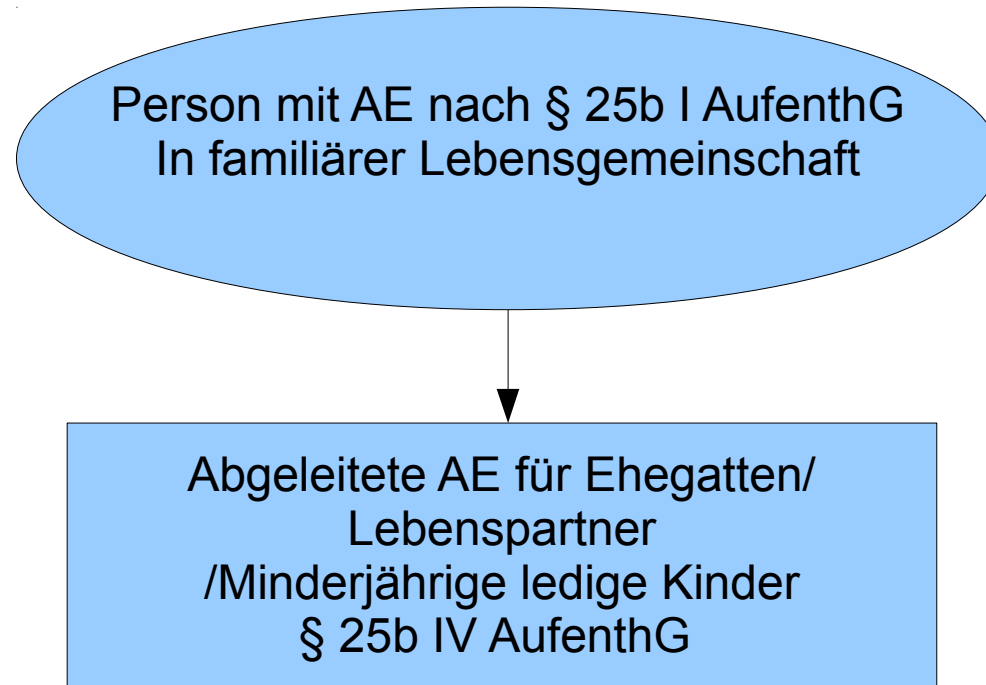 Person mit AE nach § 25b I AufenthG
In familiärer Lebensgemeinschaft
Abgeleitete AE für Ehegatten/
Lebenspartner
/Minderjährige ledige Kinder
§ 25b IV AufenthG